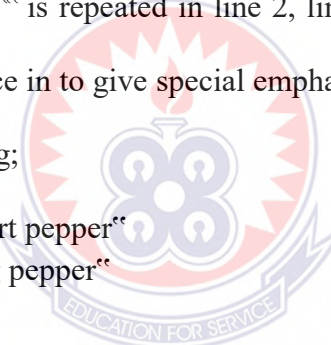 “ is repeated in line 2, lin
ce in to give special empha
g;
rt pepper“
pepper“
EDUCATION FOR SERVICE